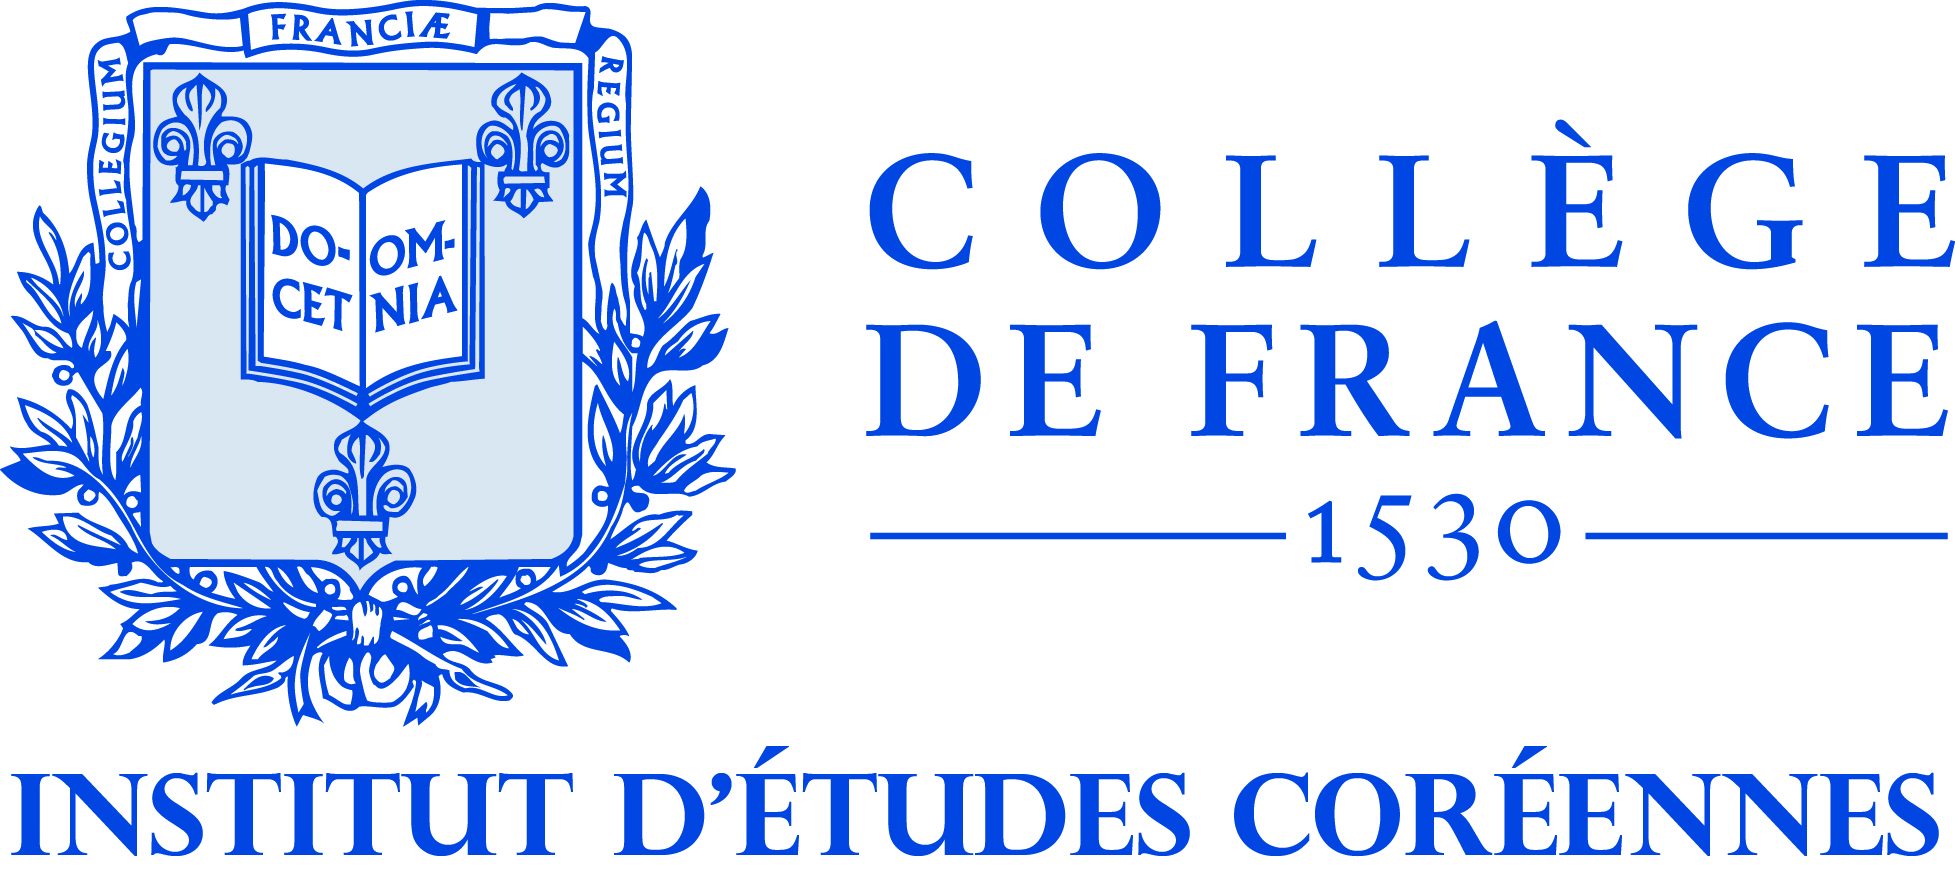 COLLEGIUM
FRANCIÆ
REGIUM
DO-
CET
OM-
NIA
COLLÈGE
DE FRANCE
1530
INSTITUT D’ÉTUDES CORÉENNES